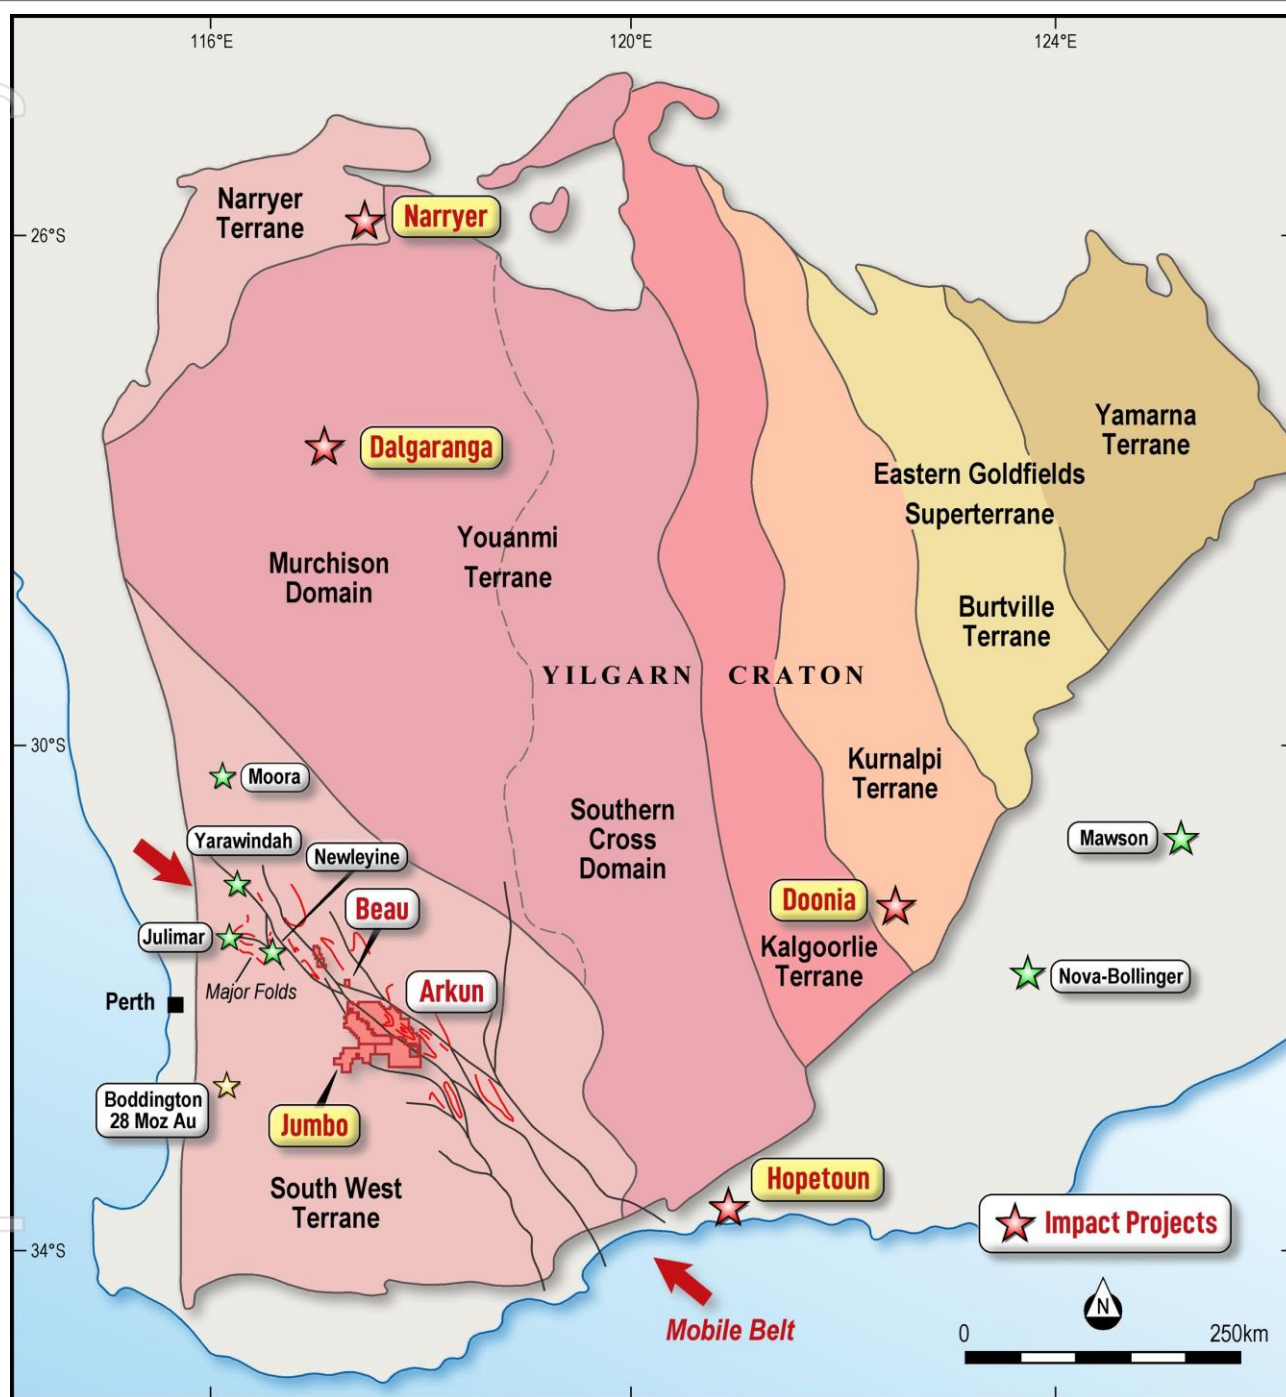 116°E
120°E
124°E
Narryer
Terrane
Narryer
26°S
Dalgaranga
Yamarna
Terrane
Eastern Goldfields
Superterrane
Youanmi
Terrane
Murchison
Domain
Burtville
Terrane
YILGARN CRATON
30°S
Kurnalpi
Terrane
Moora
Southern
Cross
Domain
Yarawindah
Newleyine
Mawson
Beau
Doonia
Julimar
Kalgoorlie
Terrane
Nova-Bollinger
Major Folds
Arkun
Perth
Boddington
28 Moz Au
Jumbo
South West
Terrane
Hopetoun
Impact Projects
34°S
Mobile Belt
N
0
250km